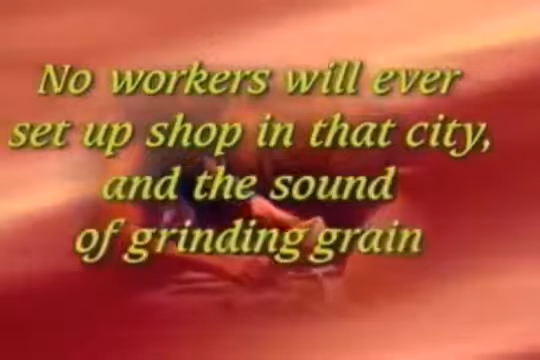 No workers will ever
set up shop in that city,
and the sound
of grinding grain